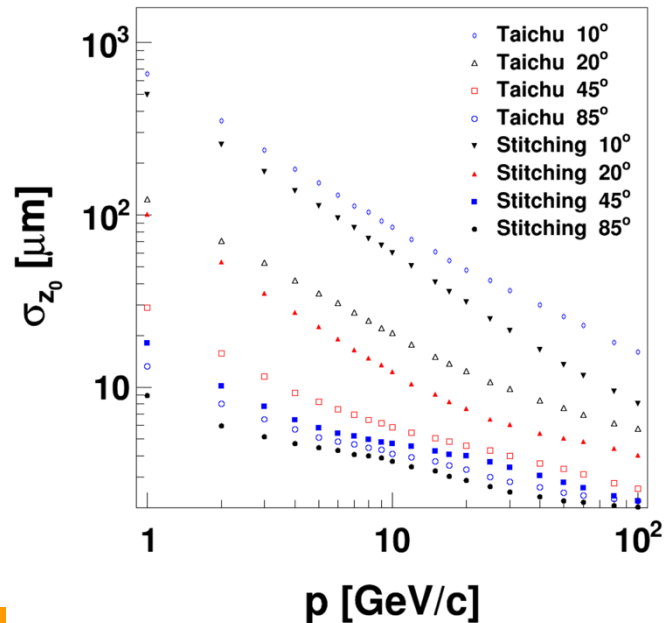 10³
10²
10
σ_z₀ [μm]
Taichu 10°
Taichu 20°
Taichu 45°
Taichu 85°
Stitching 10°
Stitching 20°
Stitching 45°
Stitching 85°
1 10 10²
p [GeV/c]